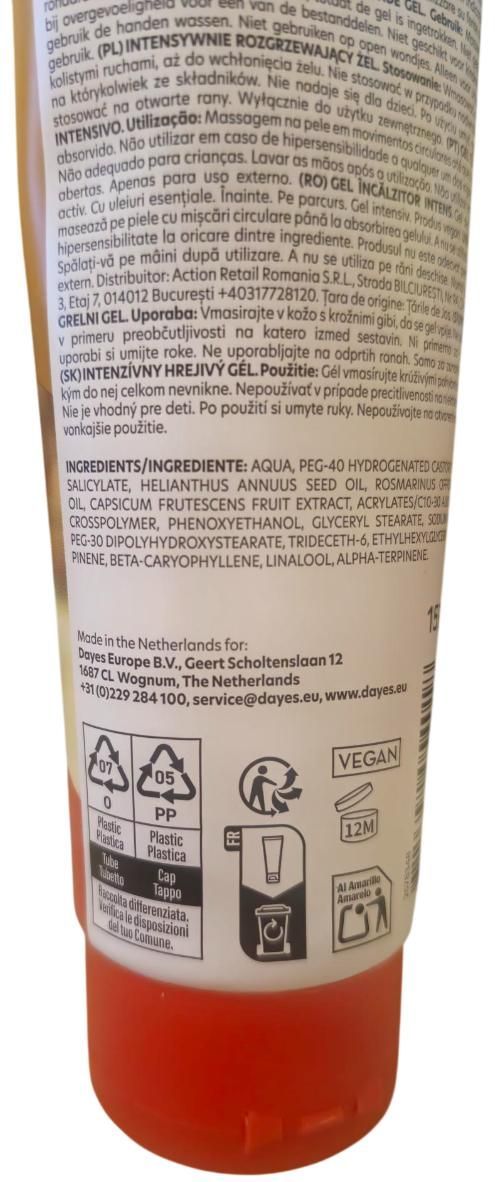 bij overgevoeligheid voor een van de bestanddelen. Niet geschikt voor
gebruik de handen wassen. Niet gebruiken op open wondjes. Alleen voor
gebruik. (PL) INTENSYWNIE ROZGRZEWAJĄCY ŻEL. Stosowanie:
kolistymi ruchami, aż do wchłonięcia żelu. Nie stosować w przypadku
na którykolwiek ze składników. Nie nadaje się dla dzieci. Po użyciu
stosować na otwarte rany. Wyłącznie do użytku zewnętrznego. (PT)
INTENSIVO. Utilização: Massagem na pele em movimentos circulares até
absorvido. Não utilizar em caso de hipersensibilidade a qualquer um dos
Não adequado para crianças. Lavar as mãos após a utilização. Não
abertas. Apenas para uso externo. (RO) GEL ÎNCĂLZITOR INTENS.
activ. Cu uleiuri esențiale. Înainte. Pe parcurs. Gel intensiv. Produs vegan.
masează pe piele cu mișcări circulare până la absorbirea gelului. A nu se
hipersensibilitate la oricare dintre ingrediente. Produsul nu este adecvat
Spălați-vă pe mâini după utilizare. A nu se utiliza pe răni deschise.
extern. Distribuitor: Action Retail Romania S.R.L., Strada BILCIUREȘTI,
3, Etaj 7, 014012 București +40317728120. Țara de origine: Țările de Jos
GRELNI GEL. Uporaba: Vmasirajte v kožo s krožnimi gibi, da se gel vpije.
v primeru preobčutljivosti na katero izmed sestavin. Ni primerno
uporabi si umijte roke. Ne uporabljajte na odprtih ranah. Samo za
(SK) INTENZÍVNY HREJIVÝ GÉL. Použitie: Gél vmasírujte krúživými
kým do nej celkom nevnikne. Nepoužívať v prípade precitlivenosti na
Nie je vhodný pre deti. Po použití si umyte ruky. Nepoužívajte na
vonkajšie použitie.
INGREDIENTS/INGREDIENTE: AQUA, PEG-40 HYDROGENATED CASTOR
SALICYLATE, HELIANTHUS ANNUUS SEED OIL, ROSMARINUS
OIL, CAPSICUM FRUTESCENS FRUIT EXTRACT, ACRYLATES/C10-30
CROSSPOLYMER, PHENOXYETHANOL, GLYCERYL STEARATE,
PEG-30 DIPOLYHYDROXYSTEARATE, TRIDECETH-6,
PINENE, BETA-CARYOPHYLLENE, LINALOOL, ALPHA-TERPINENE.
Made in the Netherlands for:
Dayes Europe B.V., Geert Scholtenslaan 12
1687 CL Wognum, The Netherlands
+31 (0)229 284 100, service@dayes.eu, www.dayes.eu
07
O
Plastic
Plastica
Tube
Tubetto
05
PP
Plastic
Plastica
Cap
Tappo
Raccolta differenziata.
Verifica le disposizioni
del tuo Comune.
FR
VEGAN
12M
Al Amarillo
Amarelo